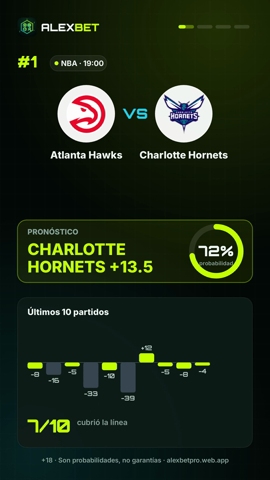 ALEXBET
#1
NBA · 19:00
VS
HORNETS
Atlanta Hawks
Charlotte Hornets
PRONÓSTICO
CHARLOTTE
HORNETS +13.5
72%
probabilidad
Últimos 10 partidos
-8
-16
-5
-33
-10
-39
+12
-5
-8
-4
7/10 cubrió la línea
+18 · Son probabilidades, no garantías · alexbetpro.web.app